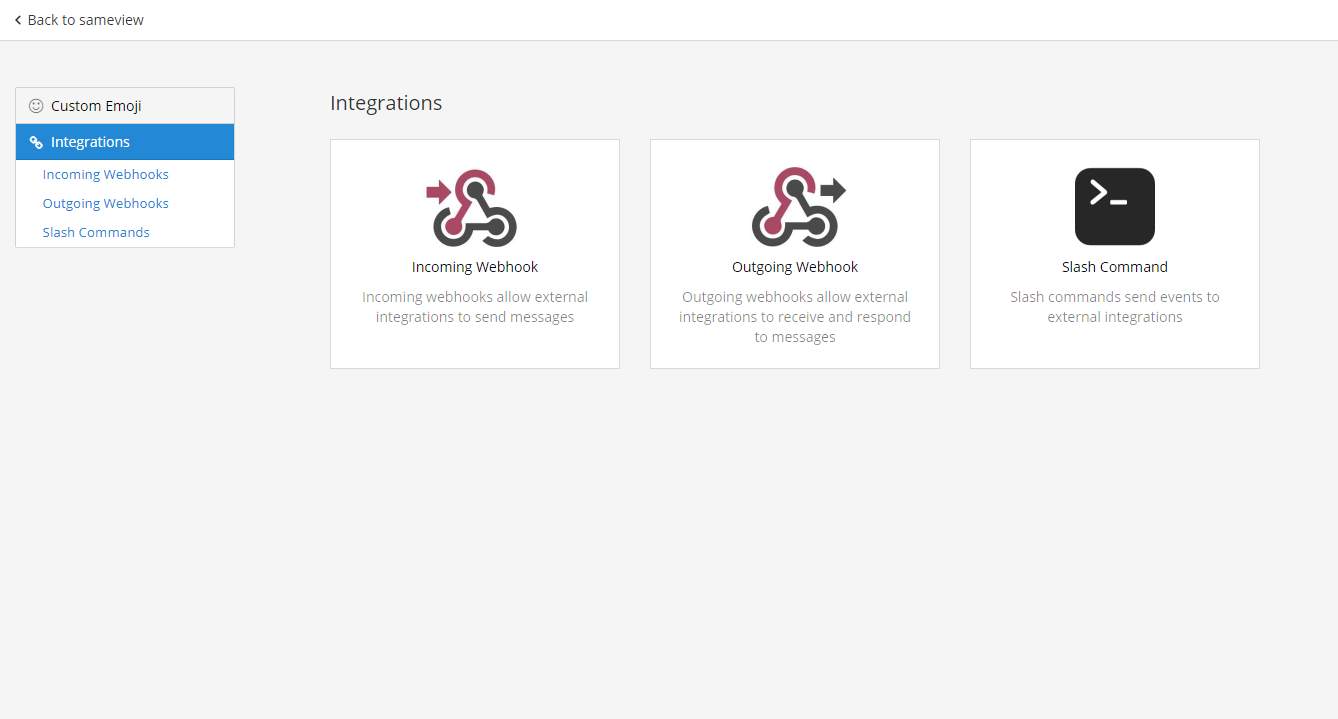 Back to sameview
Custom Emoji
Integrations
Incoming Webhooks
Outgoing Webhooks
Slash Commands
Integrations
Incoming Webhook
Incoming webhooks allow external
integrations to send messages
Outgoing Webhook
Outgoing webhooks allow external
integrations to receive and respond
to messages
Slash Command
Slash commands send events to
external integrations